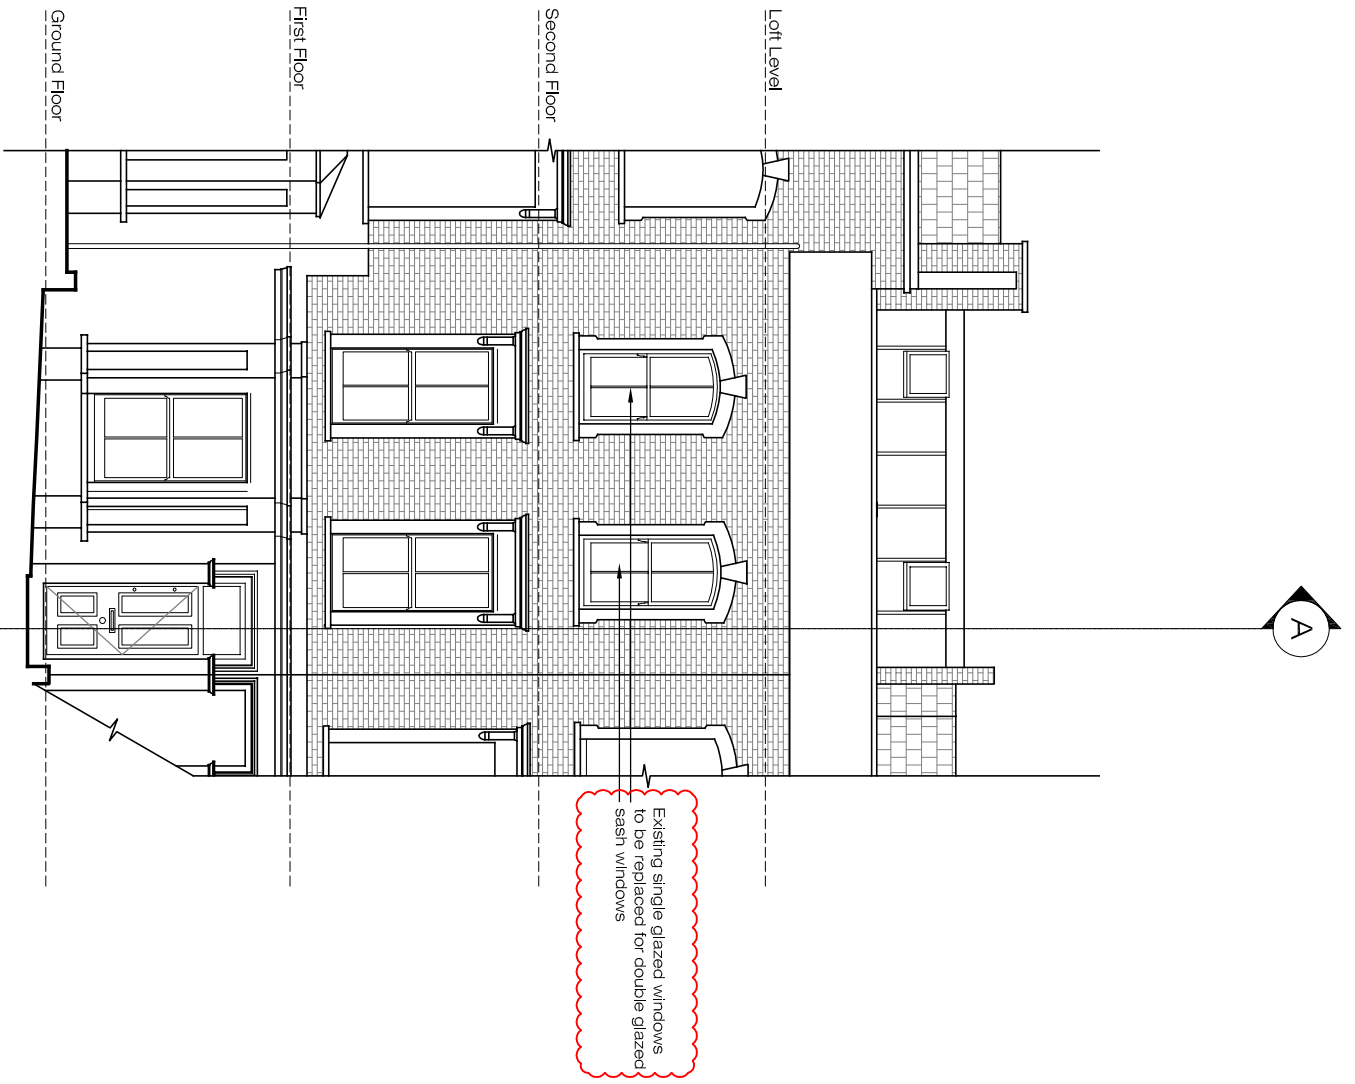 Loft Level
Second Floor
First Floor
Ground Floor
A
Existing single glazed windows
to be replaced for double glazed
sash windows